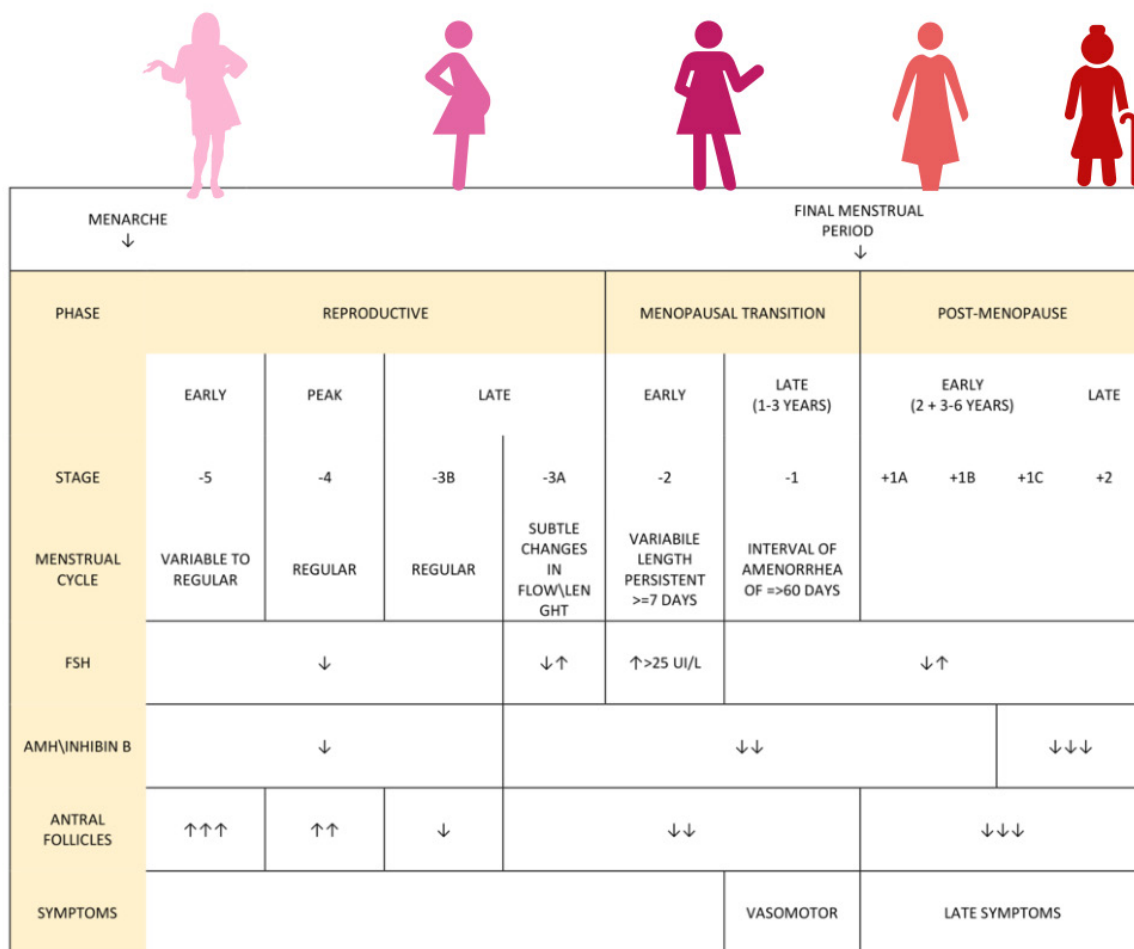 MENARCHE
↓
FINAL MENSTRUAL
PERIOD
↓
PHASE
REPRODUCTIVE
MENOPAUSAL TRANSITION
POST-MENOPAUSE
EARLY
PEAK
LATE
EARLY
LATE
(1-3 YEARS)
EARLY
(2 + 3-6 YEARS)
LATE
STAGE
-5
-4
-3B
-3A
-2
-1
+1A
+1B
+1C
+2
MENSTRUAL
CYCLE
VARIABLE TO
REGULAR
REGULAR
REGULAR
SUBTLE
CHANGES
IN
FLOW\LEN
GHT
VARIABILE
LENGTH
PERSISTENT
>=7 DAYS
INTERVAL OF
AMENORRHEA
OF =>60 DAYS
FSH
↓
↓↑
↑>25 UI/L
↓↑
AMH\INHIBIN B
↓
↓↓
↓↓↓
ANTRAL
FOLLICLES
↑↑↑
↑↑
↓
↓↓
↓↓↓
SYMPTOMS
VASOMOTOR
LATE SYMPTOMS